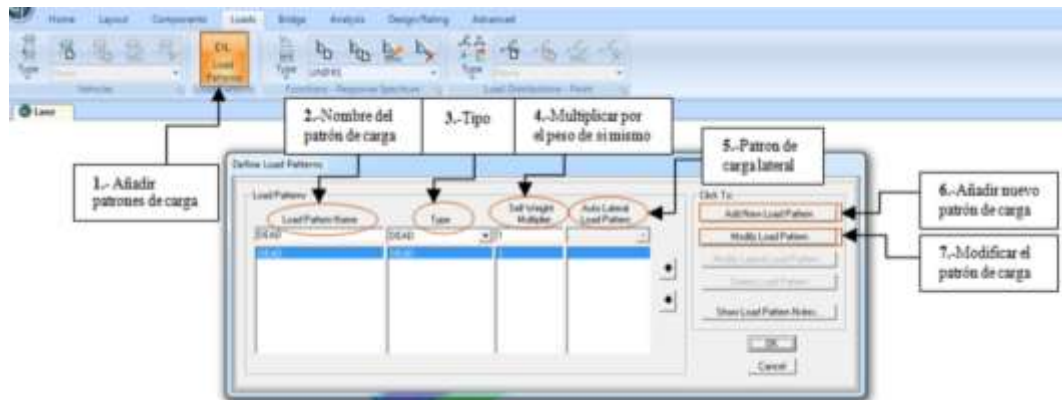 Home Layout Components Loads Bridge Analysis Design/Rating Advanced
DL
Load
Patterns
Type
Type
UNDRS
Type
Vehicles
Functions - Response Spectrum
Load Distributions - Point
2.-Nombre del
patrón de carga
3.-Tipo
4.-Multiplicar por
el peso de si mismo
5.-Patron de
carga lateral
1.- Añadir
patrones de carga
6.-Añadir nuevo
patrón de carga
7.-Modificar el
patrón de carga
Define Load Patterns
Load Patterns
Load Pattern Name
Type
Self Weight
Multiplier
Auto Lateral
Load Pattern
DEAD DEAD 1
DEAD DEAD 1
Click To:
Add New Load Pattern
Modify Load Pattern
Modify Lateral Load Pattern...
Delete Load Pattern
Show Load Pattern Notes...
OK
Cancel